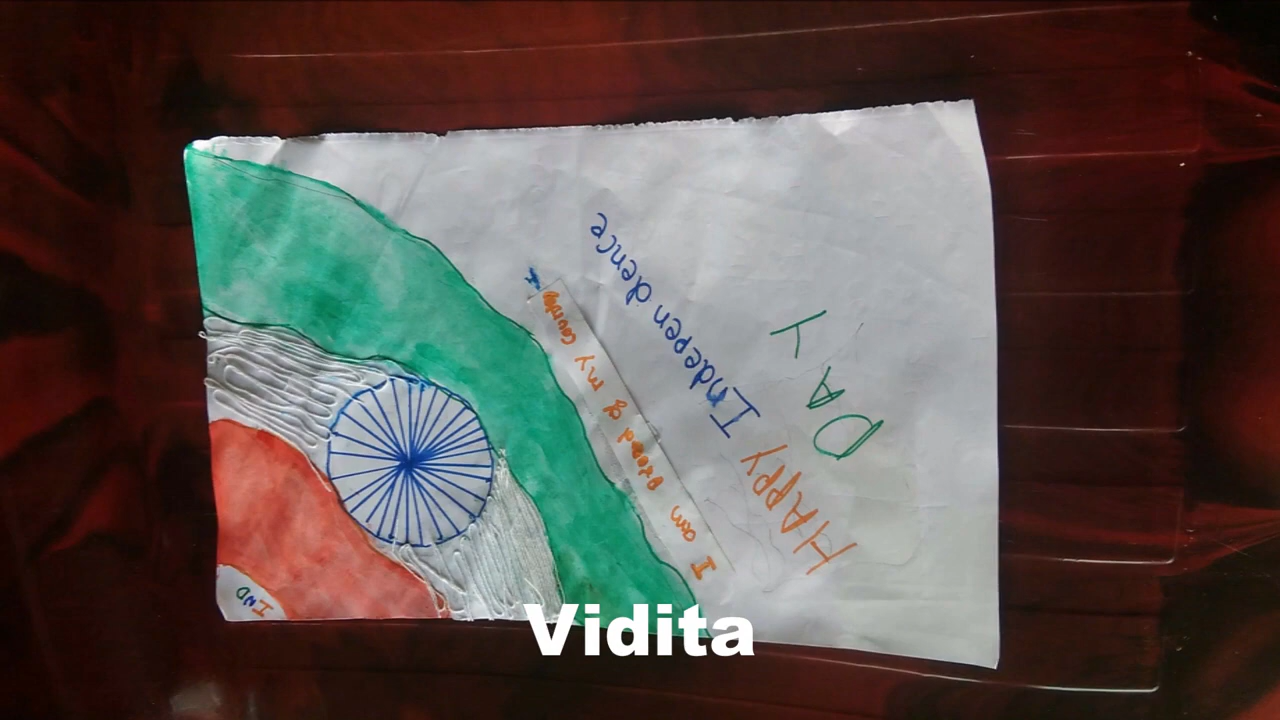 HAPPY
Independence
DAY
I am proud of my country
IND
Vidita